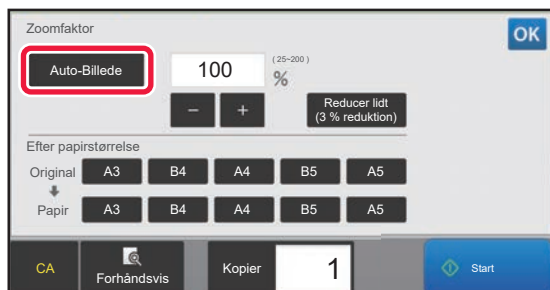 Zoomfaktor
OK
Auto-Billede
100
(25~200)
%
− +
Reducer lidt
(3 % reduktion)
Efter papirstørrelse
Original A3 B4 A4 B5 A5
Papir A3 B4 A4 B5 A5
CA
Forhåndsvis
Kopier
1
Start